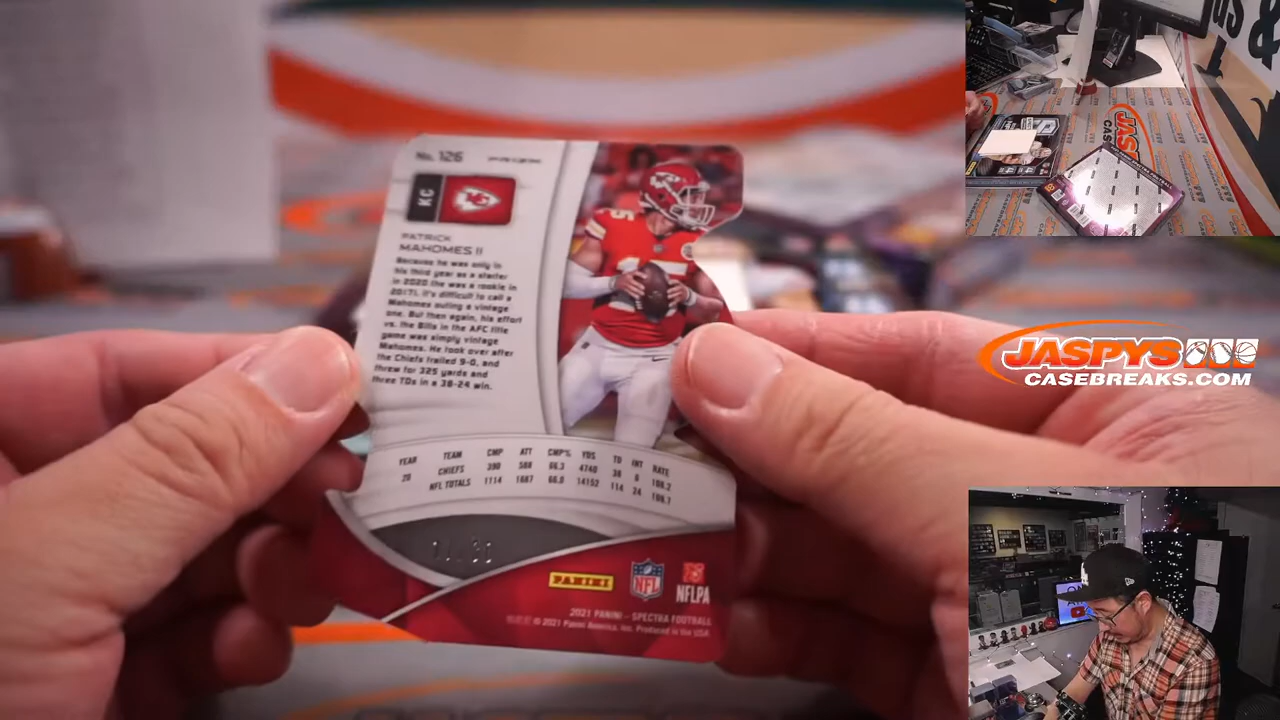 No. 126
KC
PATRICK
MAHOMES II
Because he was only in
his third year as a starter
in 2020 (he was a rookie in
2017), it's difficult to call a
Mahomes outing a vintage
one. But then again, his effort
vs. the Bills in the AFC title
game was simply vintage
Mahomes. He took over after
the Chiefs trailed 9-0, and
threw for 325 yards and
three TDs in a 38-24 win.
YEAR TEAM CMP ATT CMP% YDS TD INT RATE
20 CHIEFS 390 588 66.3 4740 38 6 108.2
NFL TOTALS 1114 1687 66.0 14152 114 24 108.7
PANINI
NFL
NFLPA
2021 PANINI – SPECTRA FOOTBALL
© 2021 Panini America, Inc. Produced in the USA.
JASPYS
CASEBREAKS.COM